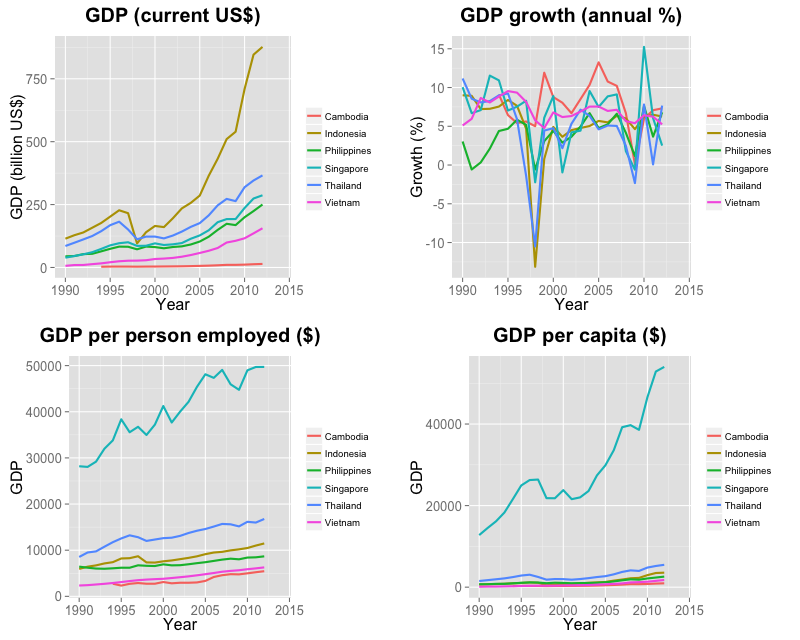 GDP (current US$)
GDP (billion US$)
750
500
250
0
1990 1995 2000 2005 2010 2015
Year
Cambodia
Indonesia
Philippines
Singapore
Thailand
Vietnam
GDP growth (annual %)
Growth (%)
15
10
5
0
-5
-10
1990 1995 2000 2005 2010 2015
Year
Cambodia
Indonesia
Philippines
Singapore
Thailand
Vietnam
GDP per person employed ($)
GDP
50000
40000
30000
20000
10000
0
1990 1995 2000 2005 2010 2015
Year
Cambodia
Indonesia
Philippines
Singapore
Thailand
Vietnam
GDP per capita ($)
GDP
40000
20000
0
1990 1995 2000 2005 2010 2015
Year
Cambodia
Indonesia
Philippines
Singapore
Thailand
Vietnam